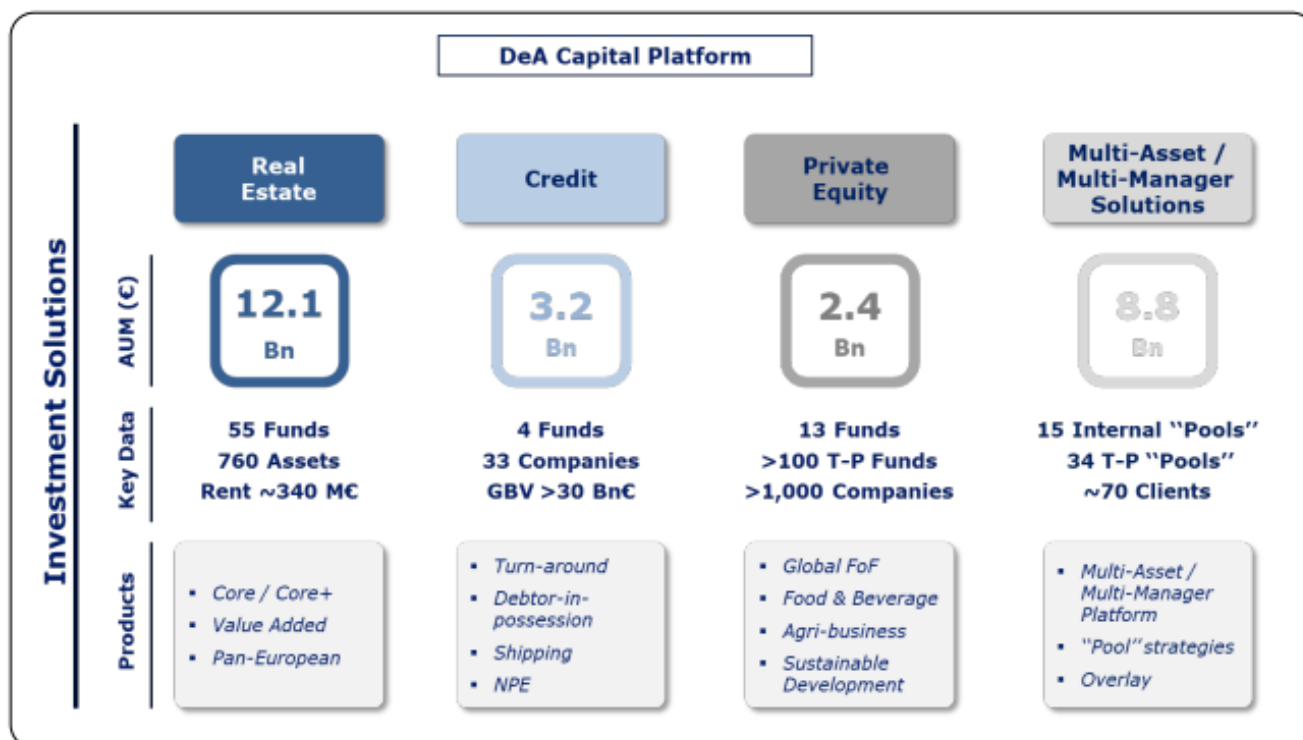 DeA Capital Platform
Investment Solutions
Real
Estate
Credit
Private
Equity
Multi-Asset /
Multi-Manager
Solutions
AUM (€)
12.1
Bn
3.2
Bn
2.4
Bn
8.8
Bn
Key Data
55 Funds
760 Assets
Rent ~340 M€
4 Funds
33 Companies
GBV >30 Bn€
13 Funds
>100 T-P Funds
>1,000 Companies
15 Internal "Pools"
34 T-P "Pools"
~70 Clients
Products
▪ Core / Core+
▪ Value Added
▪ Pan-European
▪ Turn-around
▪ Debtor-in-
possession
▪ Shipping
▪ NPE
▪ Global FoF
▪ Food & Beverage
▪ Agri-business
▪ Sustainable
Development
▪ Multi-Asset /
Multi-Manager
Platform
▪ "Pool" strategies
▪ Overlay